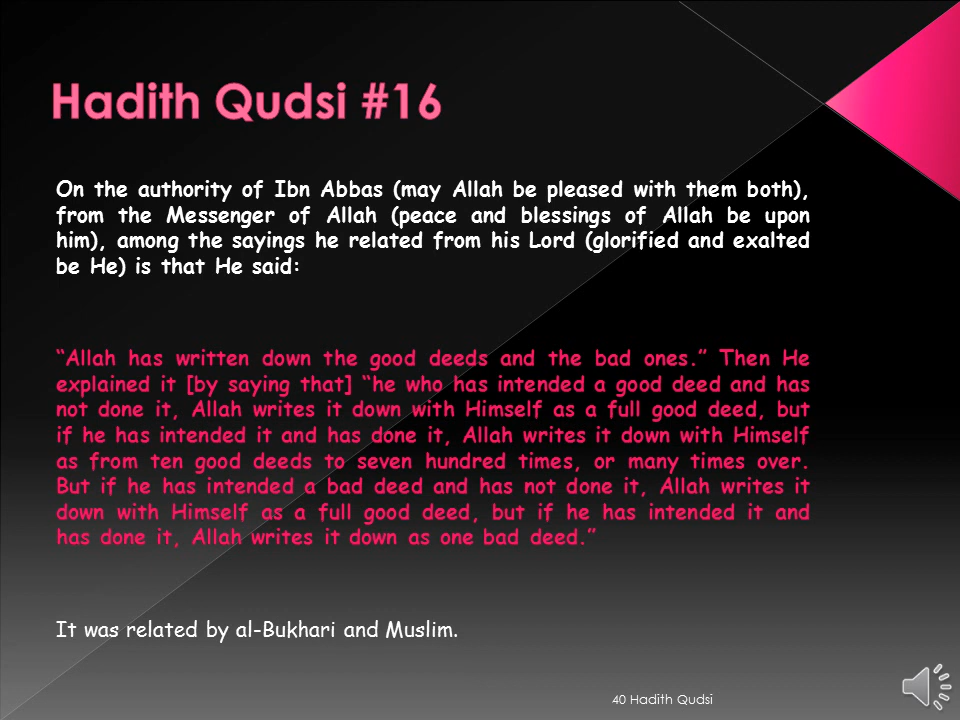 Hadith Qudsi #16
On the authority of Ibn Abbas (may Allah be pleased with them both),
from the Messenger of Allah (peace and blessings of Allah be upon
him), among the sayings he related from his Lord (glorified and exalted
be He) is that He said:
“Allah has written down the good deeds and the bad ones.” Then He
explained it [by saying that] “he who has intended a good deed and has
not done it, Allah writes it down with Himself as a full good deed, but
if he has intended it and has done it, Allah writes it down with Himself
as from ten good deeds to seven hundred times, or many times over.
But if he has intended a bad deed and has not done it, Allah writes it
down with Himself as a full good deed, but if he has intended it and
has done it, Allah writes it down as one bad deed.”
It was related by al-Bukhari and Muslim.
40 Hadith Qudsi